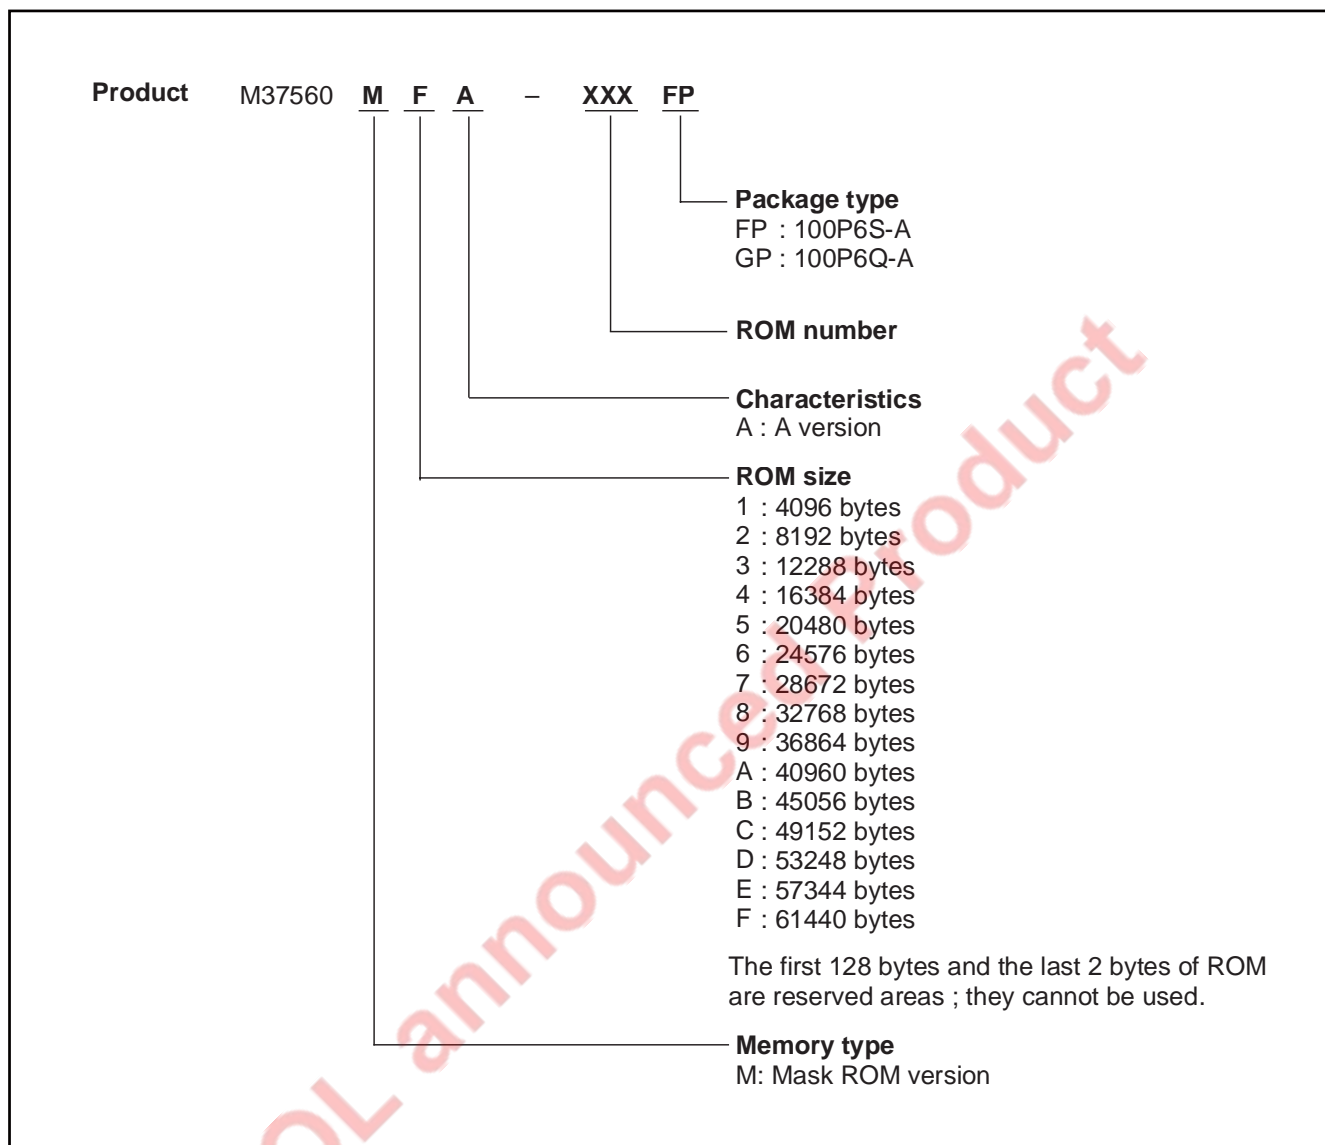 Product M37560 M F A – XXX FP
Package type
FP : 100P6S-A
GP : 100P6Q-A
ROM number
Characteristics
A : A version
ROM size
1 : 4096 bytes
2 : 8192 bytes
3 : 12288 bytes
4 : 16384 bytes
5 : 20480 bytes
6 : 24576 bytes
7 : 28672 bytes
8 : 32768 bytes
9 : 36864 bytes
A : 40960 bytes
B : 45056 bytes
C : 49152 bytes
D : 53248 bytes
E : 57344 bytes
F : 61440 bytes
The first 128 bytes and the last 2 bytes of ROM
are reserved areas ; they cannot be used.
Memory type
M: Mask ROM version
OL announced Product